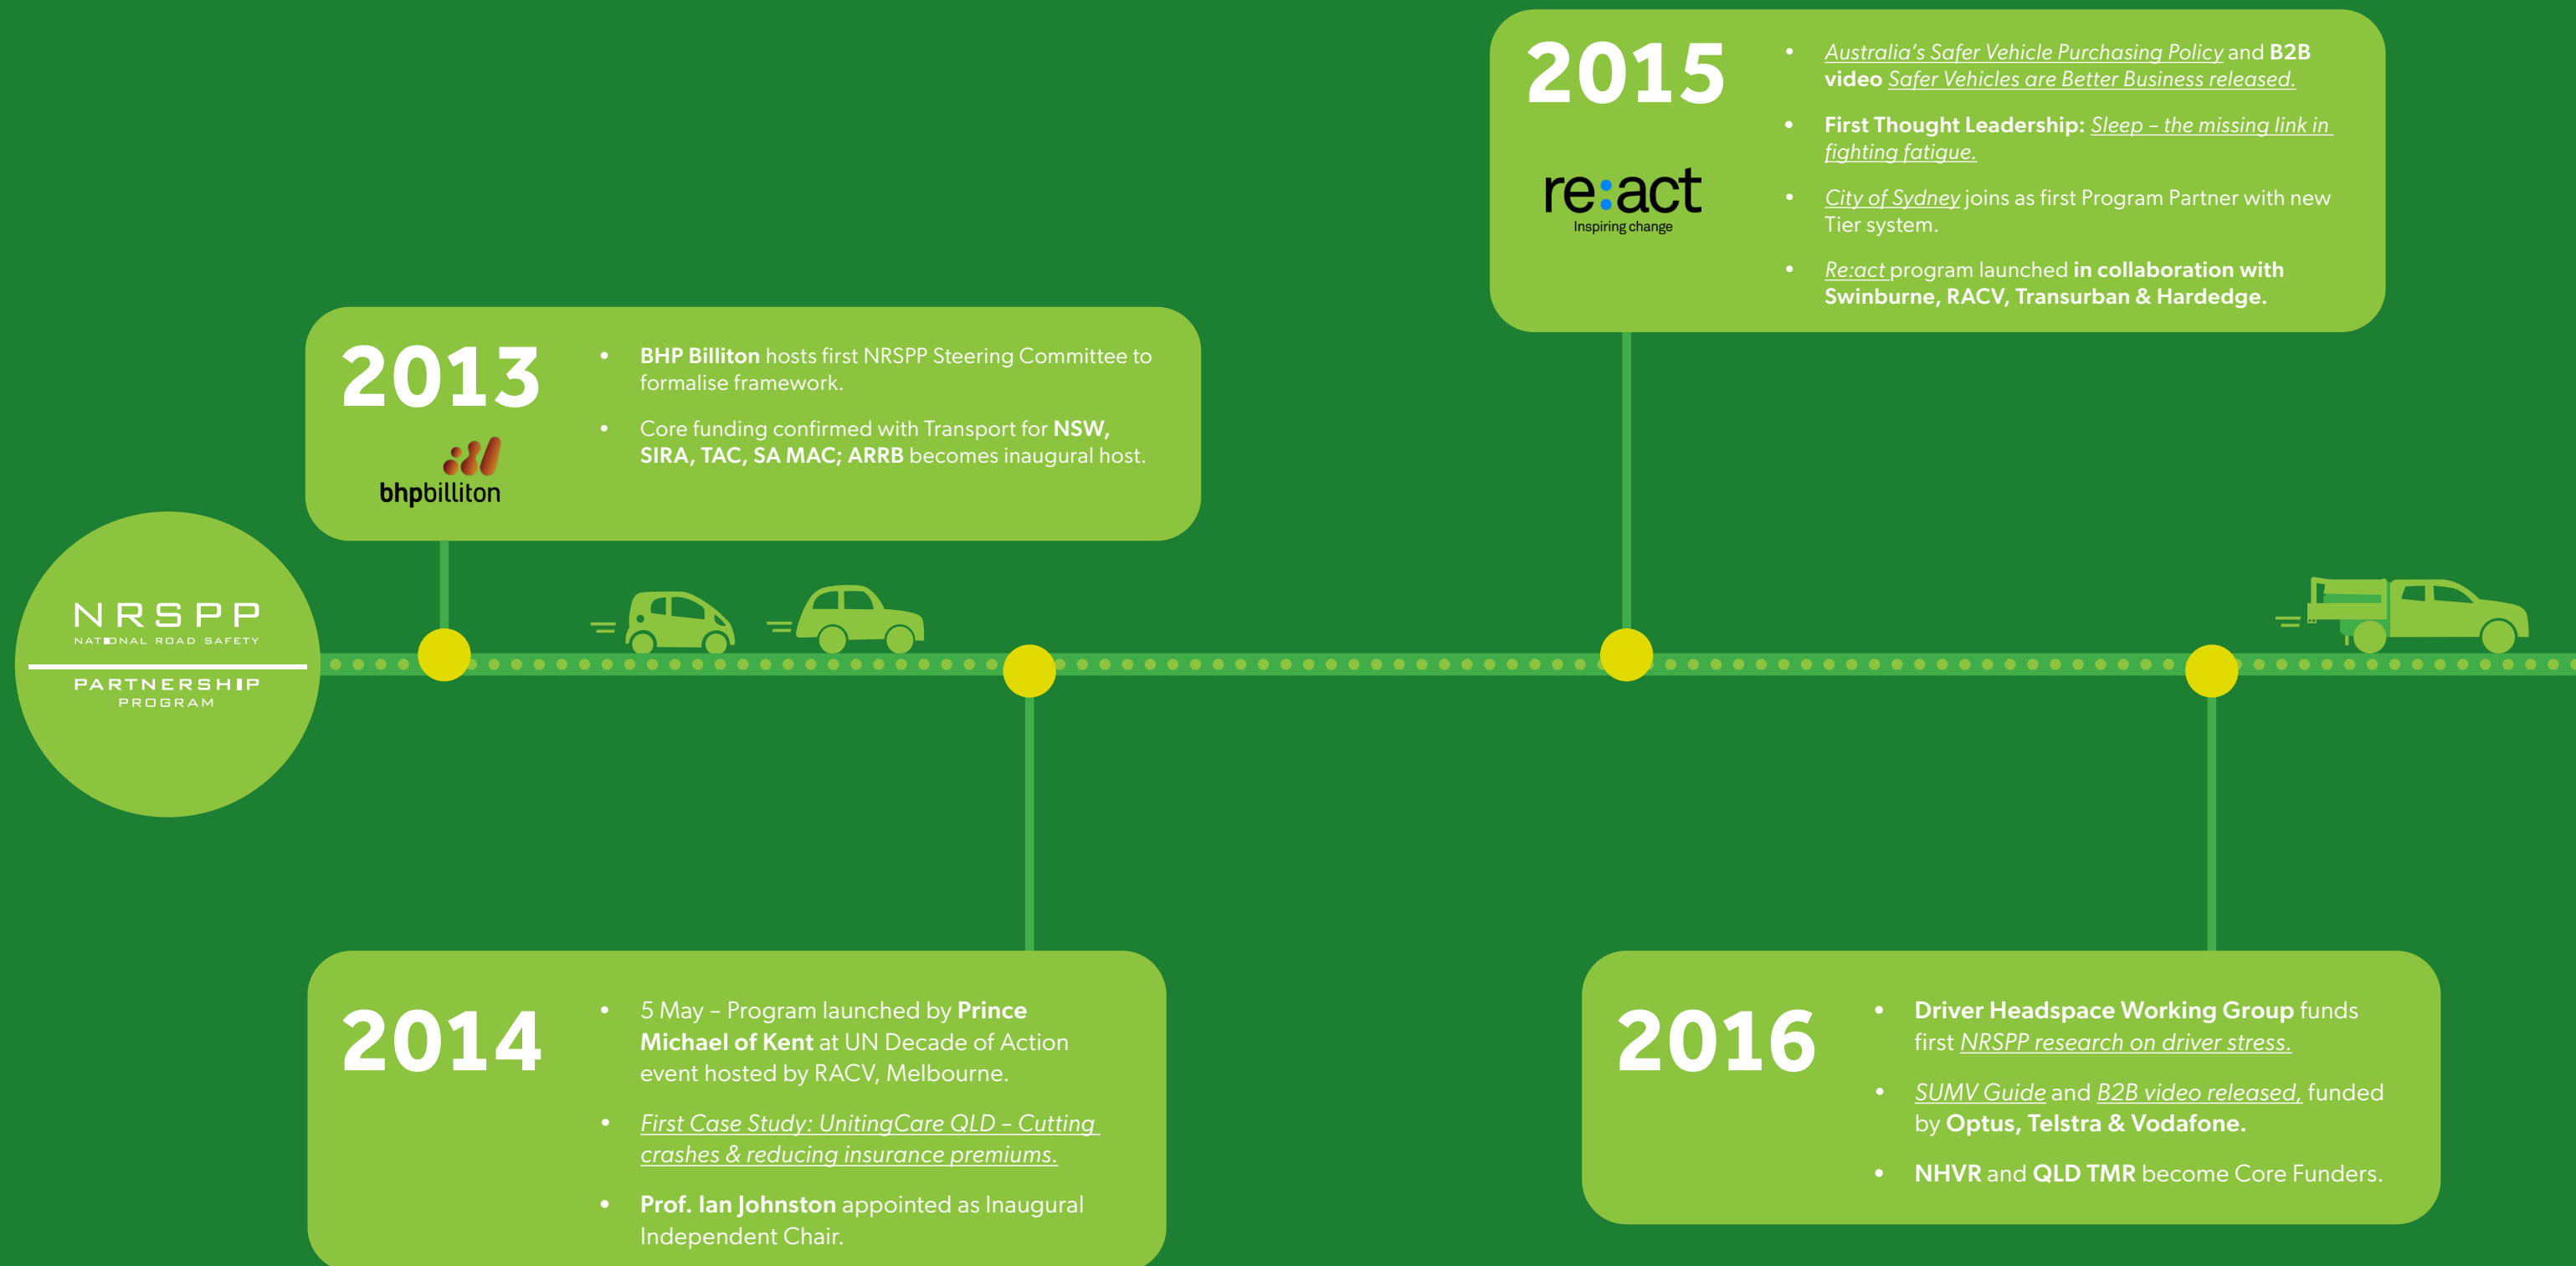 NRSPP
NATIONAL ROAD SAFETY
PARTNERSHIP
PROGRAM
2013
bhpbilliton
• BHP Billiton hosts first NRSPP Steering Committee to
formalise framework.
• Core funding confirmed with Transport for NSW,
SIRA, TAC, SA MAC; ARRB becomes inaugural host.
2014
• 5 May – Program launched by Prince
Michael of Kent at UN Decade of Action
event hosted by RACV, Melbourne.
• First Case Study: UnitingCare QLD – Cutting
crashes & reducing insurance premiums.
• Prof. Ian Johnston appointed as Inaugural
Independent Chair.
2015
re:act
Inspiring change
• Australia's Safer Vehicle Purchasing Policy and B2B
video Safer Vehicles are Better Business released.
• First Thought Leadership: Sleep – the missing link in
fighting fatigue.
• City of Sydney joins as first Program Partner with new
Tier system.
• Re:act program launched in collaboration with
Swinburne, RACV, Transurban & Hardedge.
2016
• Driver Headspace Working Group funds
first NRSPP research on driver stress.
• SUMV Guide and B2B video released, funded
by Optus, Telstra & Vodafone.
• NHVR and QLD TMR become Core Funders.